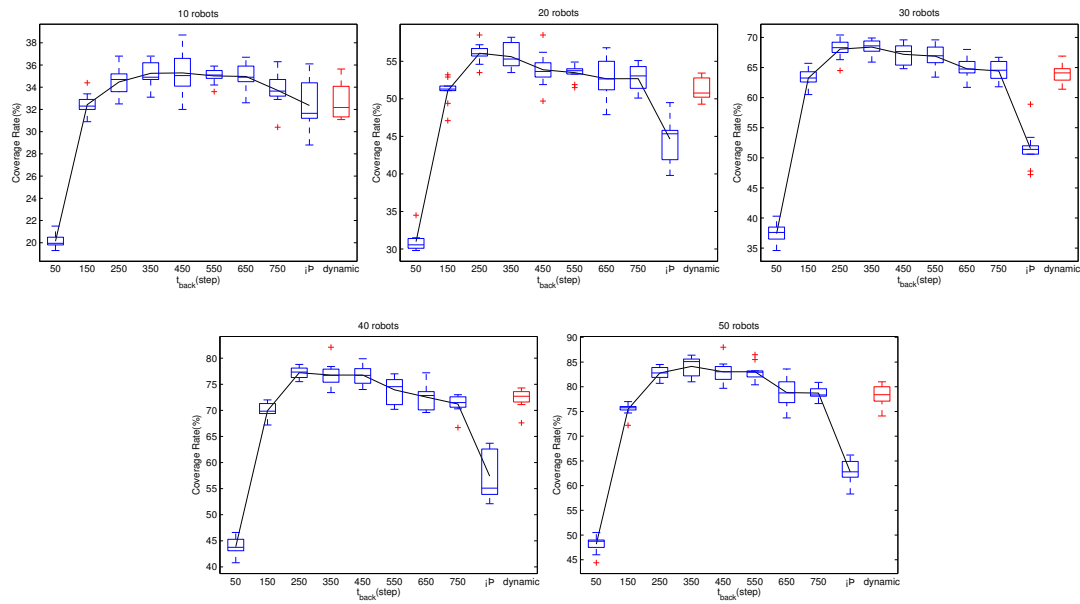 10 robots
20 robots
30 robots
Coverage Rate(%)
38
36
34
32
30
28
26
24
22
20
50 150 250 350 450 550 650 750 ¡Þ dynamic
t_back(step)
Coverage Rate(%)
55
50
45
40
35
30
50 150 250 350 450 550 650 750 ¡Þ dynamic
t_back(step)
Coverage Rate(%)
70
65
60
55
50
45
40
35
50 150 250 350 450 550 650 750 ¡Þ dynamic
t_back(step)
40 robots
50 robots
Coverage Rate(%)
80
75
70
65
60
55
50
45
40
50 150 250 350 450 550 650 750 ¡Þ dynamic
t_back(step)
Coverage Rate(%)
90
85
80
75
70
65
60
55
50
45
50 150 250 350 450 550 650 750 ¡Þ dynamic
t_back(step)